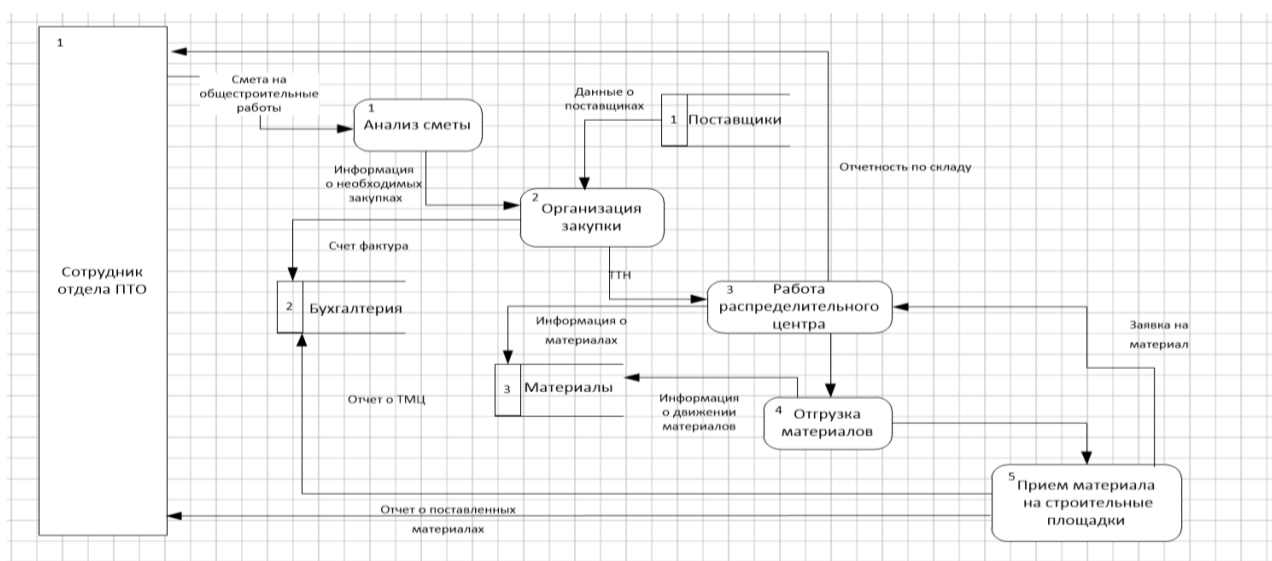 1
Смета на
общестроительные
работы
Сотрудник
отдела ПТО
1
Анализ сметы
Данные о
поставщиках
1 Поставщики
Информация
о необходимых
закупках
2
Организация
закупки
Отчетность по складу
Счет фактура
2 Бухгалтерия
ТТН
3 Работа
распределительного
центра
Информация о
материалах
Заявка на
материал
3 Материалы
Отчет о ТМЦ
Информация
о движении
материалов
4 Отгрузка
материалов
5 Прием материала
на строительные
площадки
Отчет о поставленных
материалах